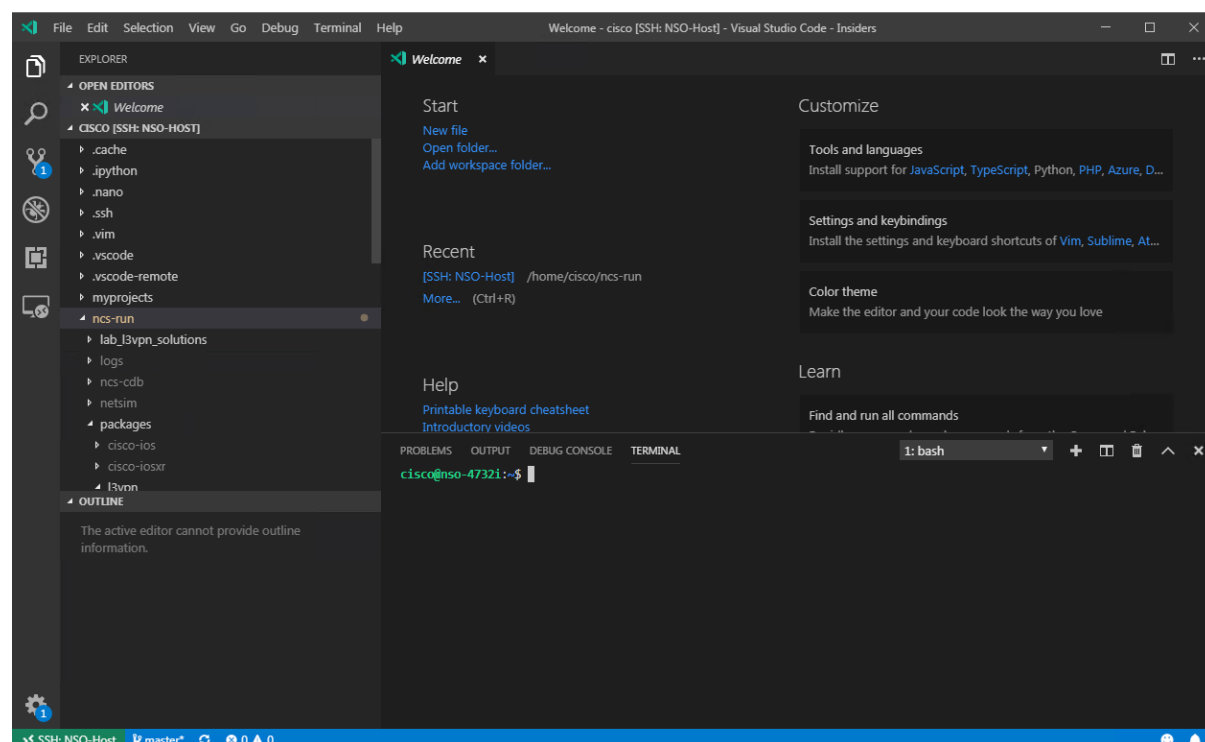 File Edit Selection View Go Debug Terminal Help
Welcome - cisco [SSH: NSO-Host] - Visual Studio Code - Insiders
EXPLORER
OPEN EDITORS
Welcome
CISCO [SSH: NSO-HOST]
.cache
.ipython
.nano
.ssh
.vim
.vscode
.vscode-remote
myprojects
ncs-run
lab_l3vpn_solutions
logs
ncs-cdb
netsim
packages
cisco-ios
cisco-iosxr
l3vpn
OUTLINE
The active editor cannot provide outline
information.
1
1
Welcome
Start
New file
Open folder...
Add workspace folder...
Recent
[SSH: NSO-Host] /home/cisco/ncs-run
More... (Ctrl+R)
Help
Printable keyboard cheatsheet
Introductory videos
Customize
Tools and languages
Install support for JavaScript, TypeScript, Python, PHP, Azure, D...
Settings and keybindings
Install the settings and keyboard shortcuts of Vim, Sublime, At...
Color theme
Make the editor and your code look the way you love
Learn
Find and run all commands
PROBLEMS OUTPUT DEBUG CONSOLE TERMINAL
1: bash
cisco@nso-4732i:~$
SSH: NSO-Host master* 0 0